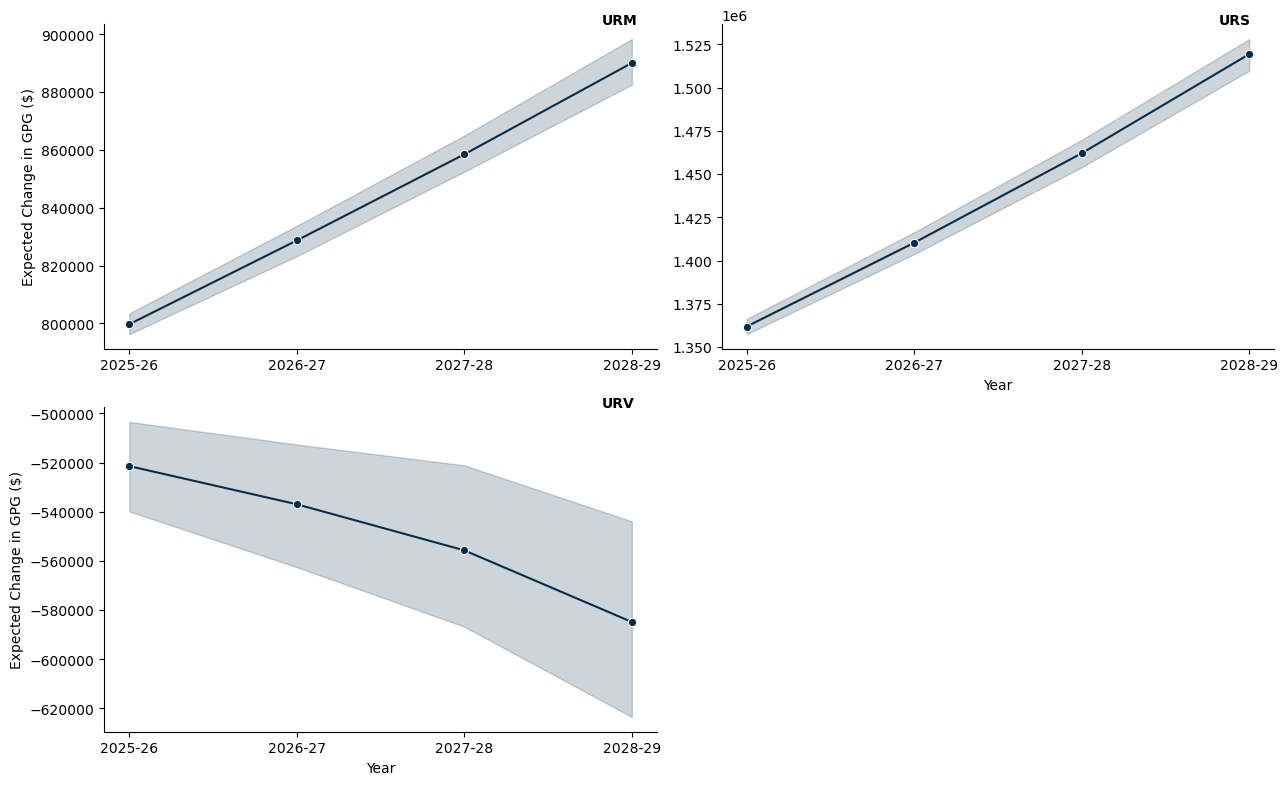 URM
900000
880000
860000
840000
820000
800000
Expected Change in GPG ($)
2025-26 2026-27 2027-28 2028-29
1e6
URS
1.525
1.500
1.475
1.450
1.425
1.400
1.375
1.350
2025-26 2026-27 2027-28 2028-29
Year
URV
−500000
−520000
−540000
−560000
−580000
−600000
−620000
Expected Change in GPG ($)
2025-26 2026-27 2027-28 2028-29
Year